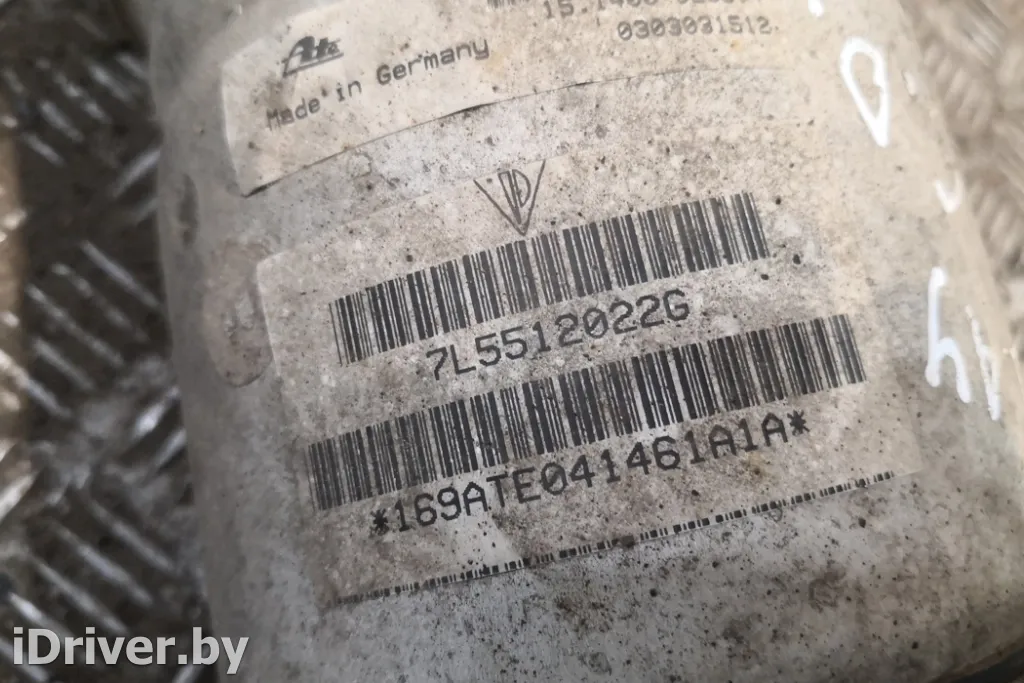 Ate
0303031512
Made in Germany
7L5512022G
*169ATE041461A1A*
iDriver.by